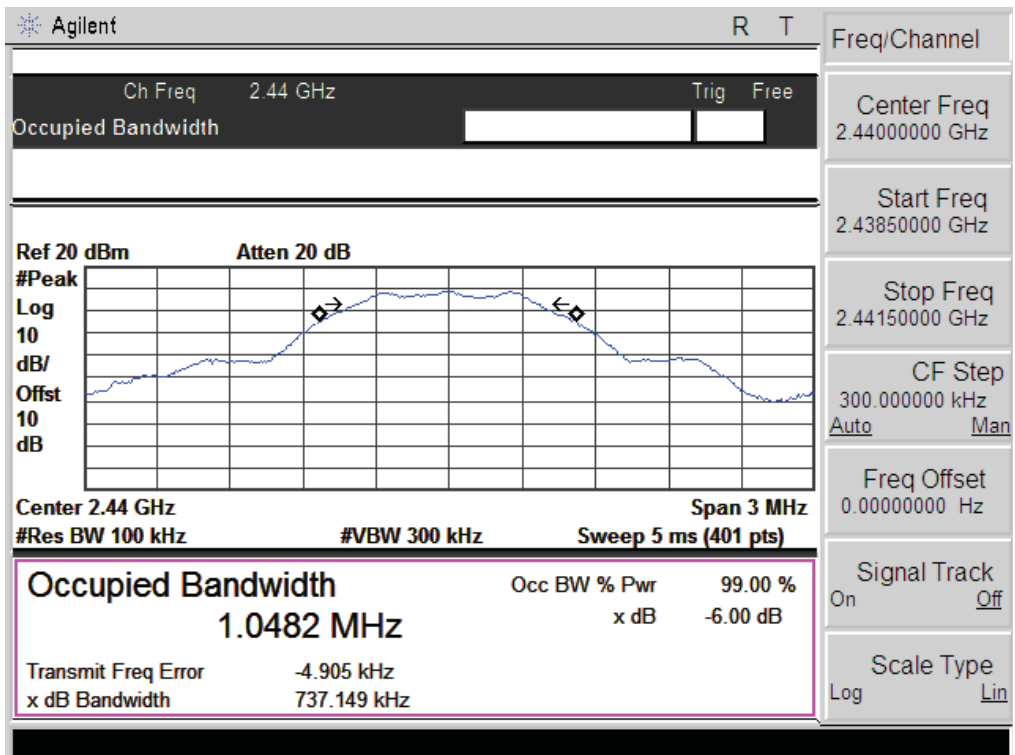 Agilent R T
Freq/Channel
Ch Freq 2.44 GHz Trig Free
Occupied Bandwidth
Center Freq
2.44000000 GHz
Start Freq
2.43850000 GHz
Stop Freq
2.44150000 GHz
CF Step
300.000000 kHz
Auto Man
Freq Offset
0.00000000 Hz
Signal Track
On Off
Scale Type
Log Lin
Ref 20 dBm Atten 20 dB
#Peak
Log
10
dB/
Offst
10
dB
Center 2.44 GHz Span 3 MHz
#Res BW 100 kHz #VBW 300 kHz Sweep 5 ms (401 pts)
Occupied Bandwidth Occ BW % Pwr 99.00 %
1.0482 MHz x dB -6.00 dB
Transmit Freq Error -4.905 kHz
x dB Bandwidth 737.149 kHz